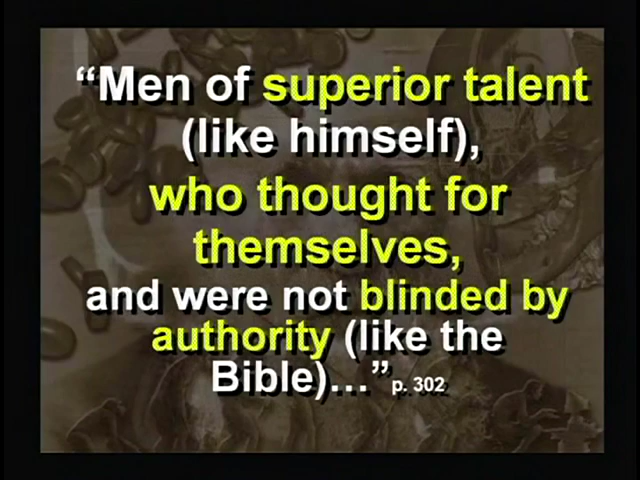 “Men of superior talent
(like himself),
who thought for
themselves,
and were not blinded by
authority (like the
Bible)…” p. 302